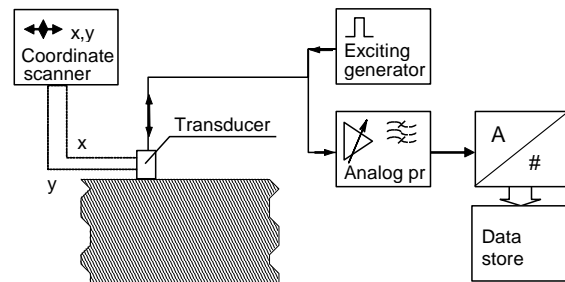 x,y
Coordinate
scanner
Exciting
generator
x
Transducer
y
Analog pr
A
#
Data
store